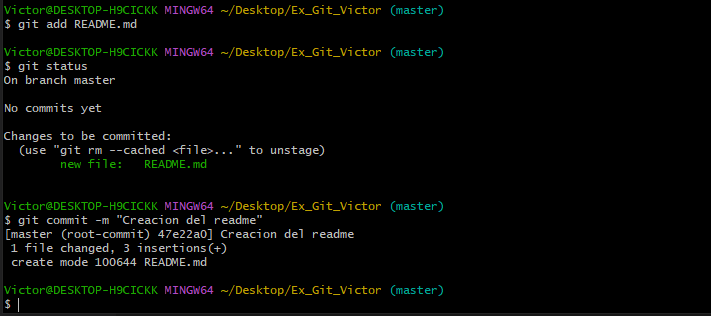 Victor@DESKTOP-H9CICKK MINGW64 ~/Desktop/Ex_Git_Victor (master)
$ git add README.md
Victor@DESKTOP-H9CICKK MINGW64 ~/Desktop/Ex_Git_Victor (master)
$ git status
On branch master
No commits yet
Changes to be committed:
  (use "git rm --cached <file>..." to unstage)
        new file:   README.md
Victor@DESKTOP-H9CICKK MINGW64 ~/Desktop/Ex_Git_Victor (master)
$ git commit -m "Creacion del readme"
[master (root-commit) 47e22a0] Creacion del readme
 1 file changed, 3 insertions(+)
 create mode 100644 README.md
Victor@DESKTOP-H9CICKK MINGW64 ~/Desktop/Ex_Git_Victor (master)
$